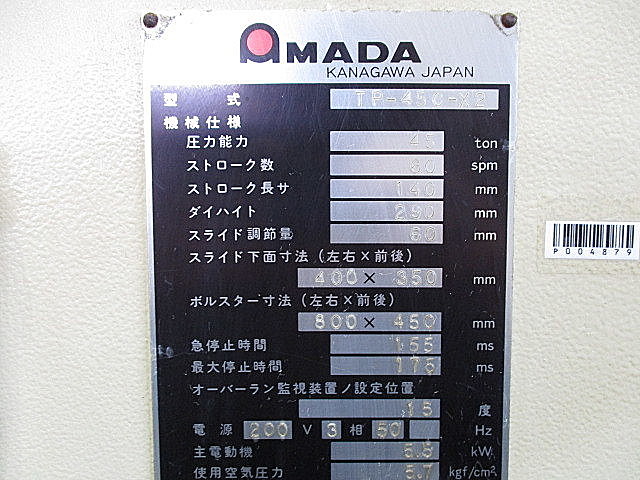 AMADA
KANAGAWA JAPAN
型式 TP-45C-X2
機械仕様
圧力能力 45 ton
ストローク数 60 spm
ストローク長サ 140 mm
ダイハイト 290 mm
スライド調節量 60 mm
スライド下面寸法(左右×前後)
400 × 350 mm
ボルスター寸法(左右×前後)
800 × 450 mm
急停止時間 155 ms
最大停止時間 175 ms
オーバーラン監視装置ノ設定位置
15 度
電源 200 V 3 相 50 Hz
主電動機 kW
使用空気圧力 5.7 kgf/cm²
P004879